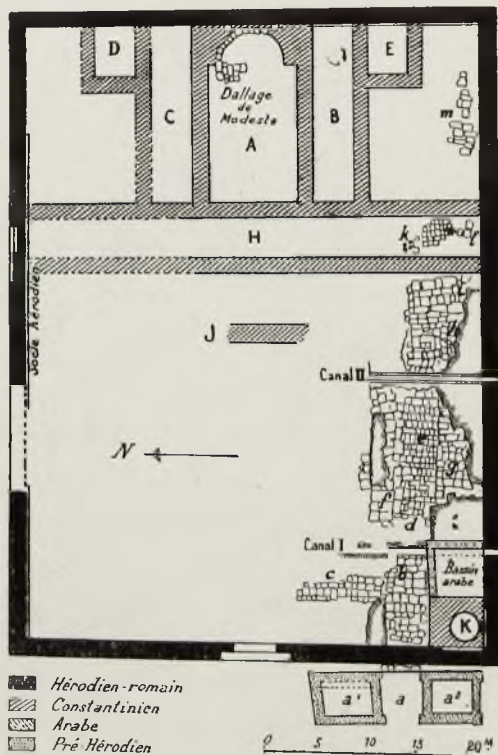 D
E
C
Dallage
de
Modeste
A
B
m
H
k
l
Socle hérodien
J
h
Canal II
N
e
g
f
d
i
Canal I
Bassin
arabe
c
b
K
a¹
a
a²
Hérodien-romain
Constantinien
Arabe
Pré-Hérodien
0 5 10 15 20 M